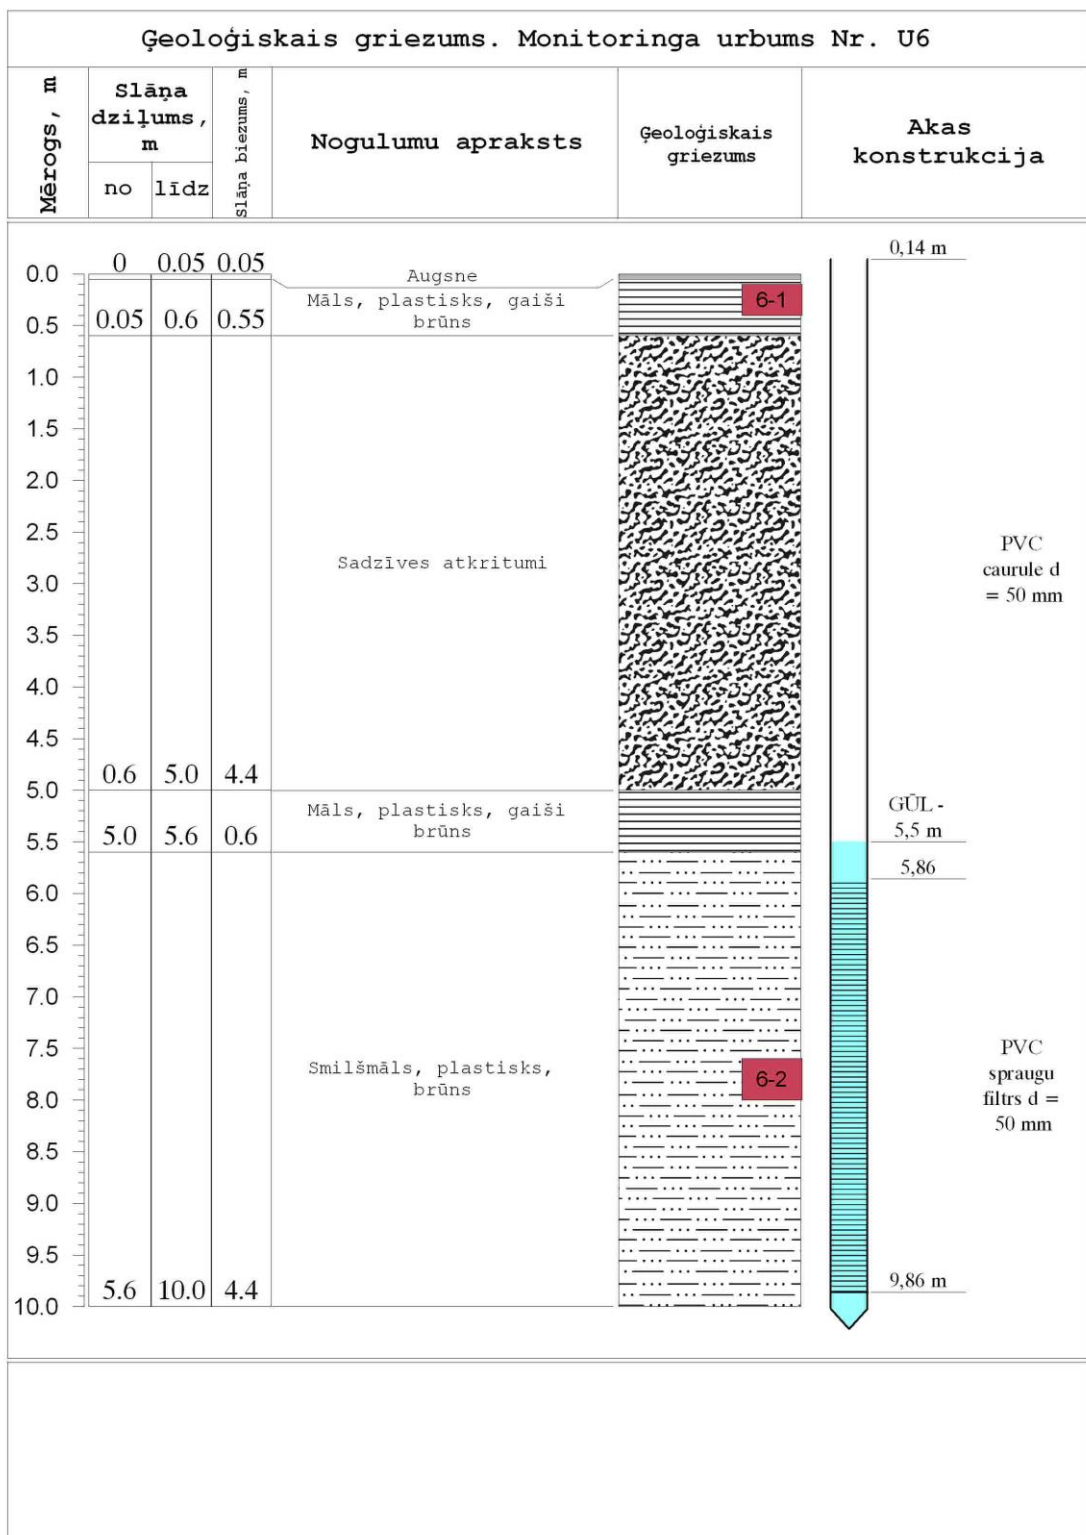 Ģeoloģiskais griezums. Monitoringa urbums Nr. U6
Mērogs, m
Slāņa
dziļums,
m
no
līdz
Slāņa biezums, m
Nogulumu apraksts
Ģeoloģiskais
griezums
Akas
konstrukcija
0,14 m
0 0.05 0.05
0.0
Augsne
Māls, plastisks, gaiši
brūns
6-1
0.05 0.6 0.55
0.5
1.0
1.5
2.0
2.5
PVC
caurule d
= 50 mm
Sadzīves atkritumi
3.0
3.5
4.0
4.5
0.6 5.0 4.4
5.0
Māls, plastisks, gaiši
brūns
GŪL -
5,5 m
5.0 5.6 0.6
5.5
5,86
6.0
6.5
7.0
7.5
PVC
spraugu
filtrs d =
50 mm
Smilšmāls, plastisks,
brūns
6-2
8.0
8.5
9.0
9.5
9,86 m
5.6 10.0 4.4
10.0